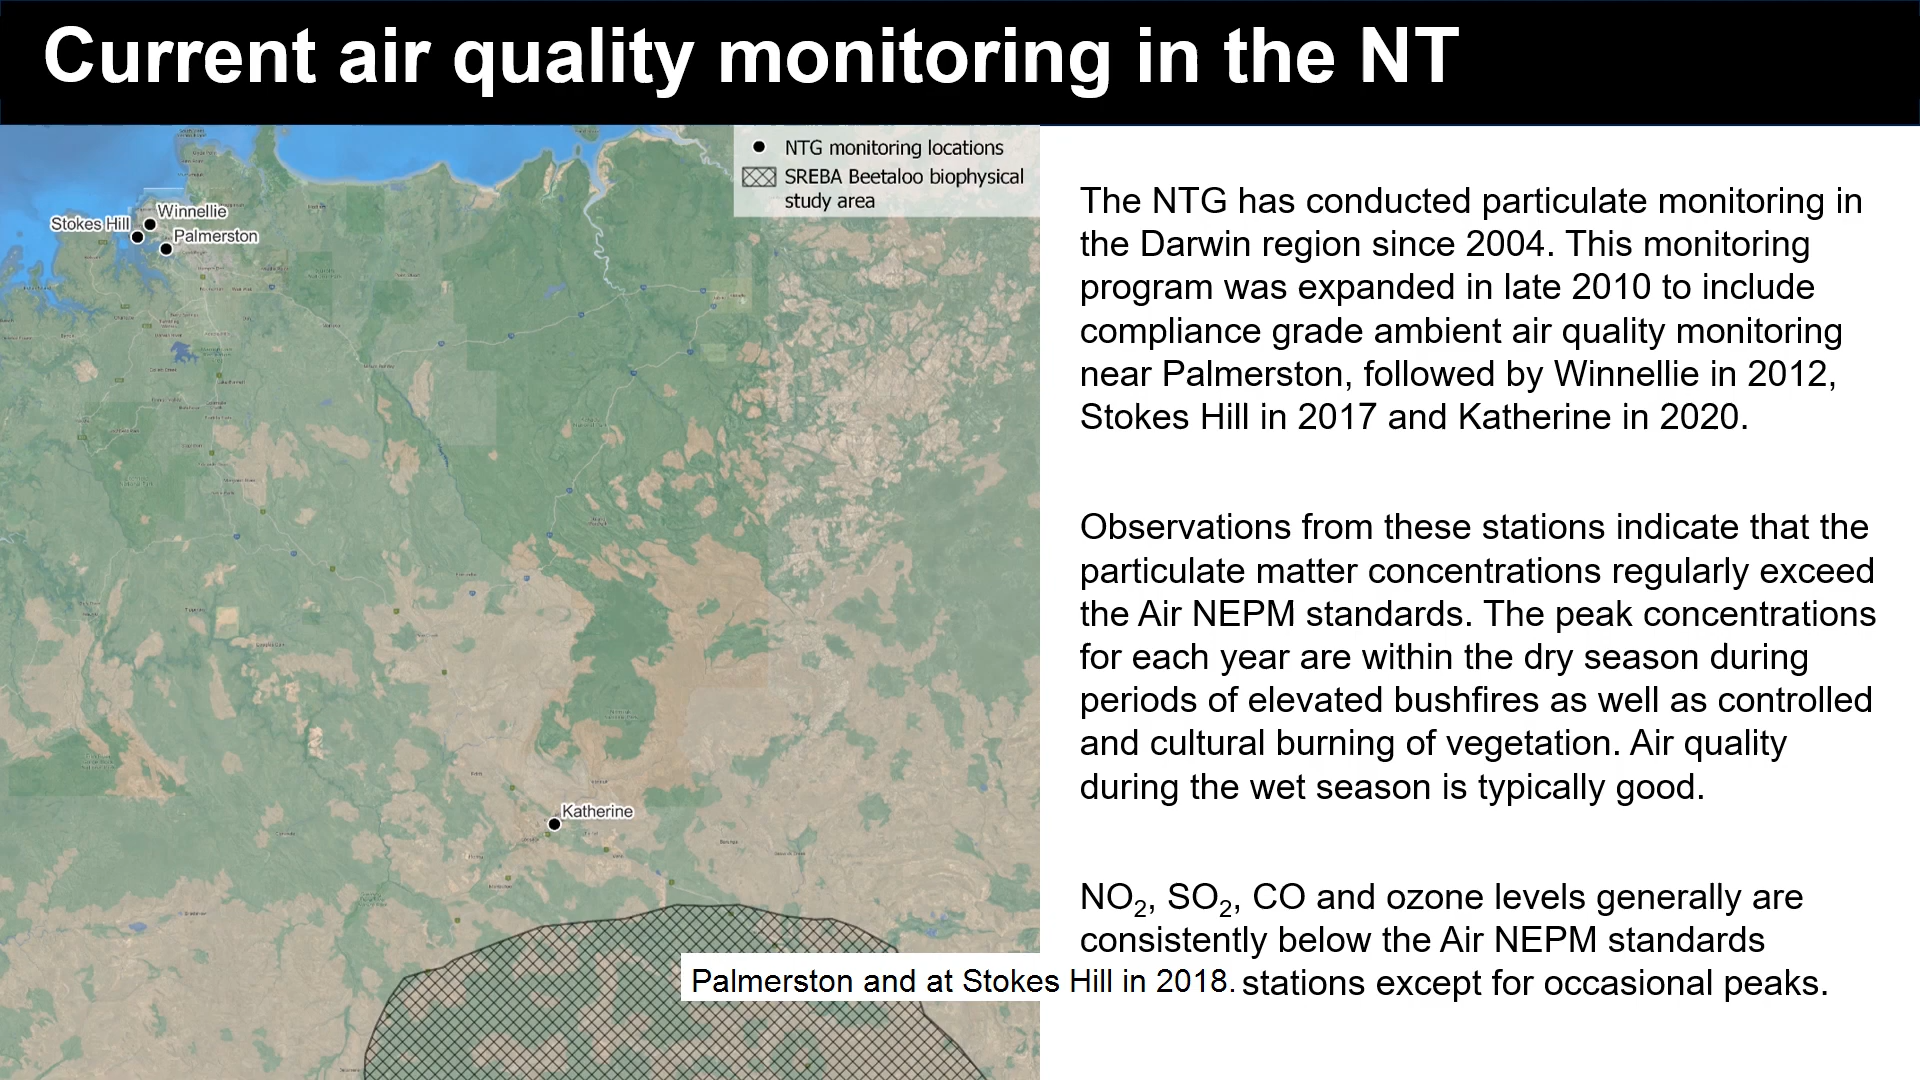 Current air quality monitoring in the NT
NTG monitoring locations
SREBA Beetaloo biophysical
study area
Winnellie
Stokes Hill
Palmerston
Katherine
The NTG has conducted particulate monitoring in
the Darwin region since 2004. This monitoring
program was expanded in late 2010 to include
compliance grade ambient air quality monitoring
near Palmerston, followed by Winnellie in 2012,
Stokes Hill in 2017 and Katherine in 2020.
Observations from these stations indicate that the
particulate matter concentrations regularly exceed
the Air NEPM standards. The peak concentrations
for each year are within the dry season during
periods of elevated bushfires as well as controlled
and cultural burning of vegetation. Air quality
during the wet season is typically good.
NO₂, SO₂, CO and ozone levels generally are
consistently below the Air NEPM standards
Palmerston and at Stokes Hill in 2018. stations except for occasional peaks.